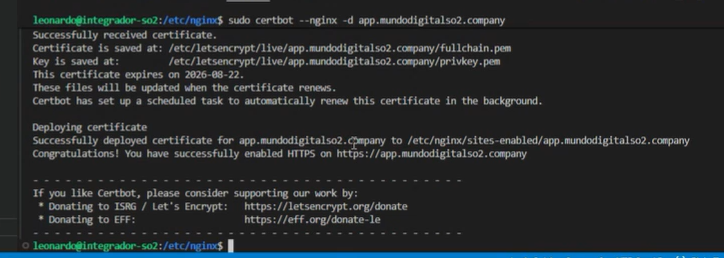 leonardo@integrador-so2:/etc/nginx$ sudo certbot --nginx -d app.mundodigitalso2.company
Successfully received certificate.
Certificate is saved at: /etc/letsencrypt/live/app.mundodigitalso2.company/fullchain.pem
Key is saved at: /etc/letsencrypt/live/app.mundodigitalso2.company/privkey.pem
This certificate expires on 2026-08-22.
These files will be updated when the certificate renews.
Certbot has set up a scheduled task to automatically renew this certificate in the background.
Deploying certificate
Successfully deployed certificate for app.mundodigitalso2.company to /etc/nginx/sites-enabled/app.mundodigitalso2.company
Congratulations! You have successfully enabled HTTPS on https://app.mundodigitalso2.company
- - - - - - - - - - - - - - - - - - - - - - - - - - - - - - - - - - - - - - - -
If you like Certbot, please consider supporting our work by:
* Donating to ISRG / Let's Encrypt: https://letsencrypt.org/donate
* Donating to EFF: https://eff.org/donate-le
- - - - - - - - - - - - - - - - - - - - - - - - - - - - - - - - - - - - - - - -
leonardo@integrador-so2:/etc/nginx$